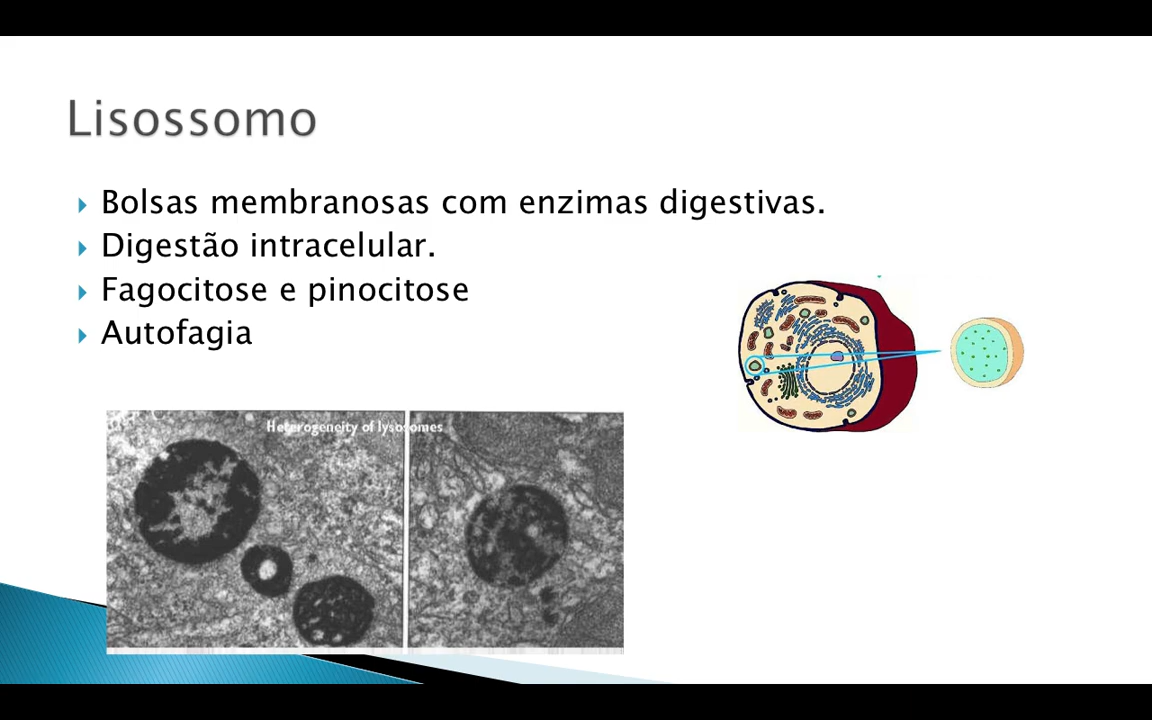 Lisossomo
Bolsas membranosas com enzimas digestivas.
Digestão intracelular.
Fagocitose e pinocitose
Autofagia
Heterogeneity of lysosomes